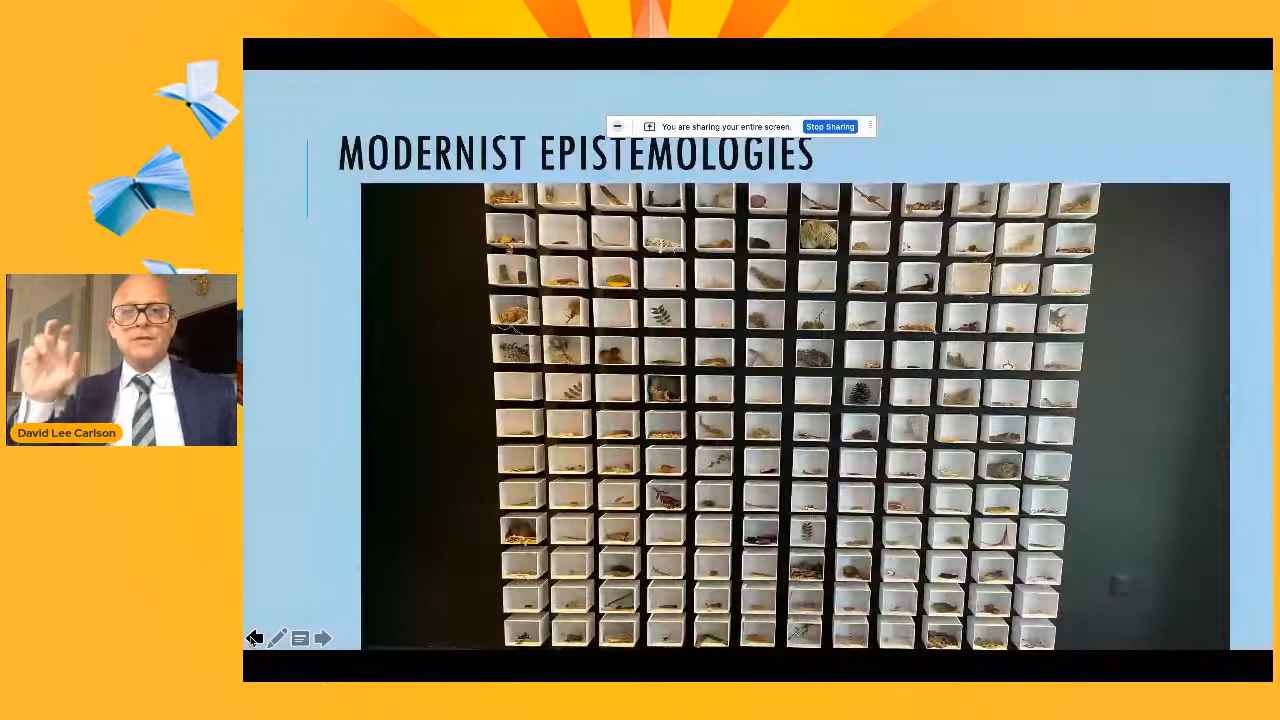 You are sharing your entire screen.
Stop Sharing
MODERNIST EPISTEMOLOGIES
David Lee Carlson